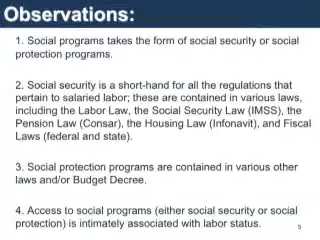 Observations:
1. Social programs takes the form of social security or social
protection programs.
2. Social security is a short-hand for all the regulations that
pertain to salaried labor; these are contained in various laws,
including the Labor Law, the Social Security Law (IMSS), the
Pension Law (Consar), the Housing Law (Infonavit), and Fiscal
Laws (federal and state).
3. Social protection programs are contained in various other
laws and/or Budget Decree.
4. Access to social programs (either social security or social
protection) is intimately associated with labor status.
5